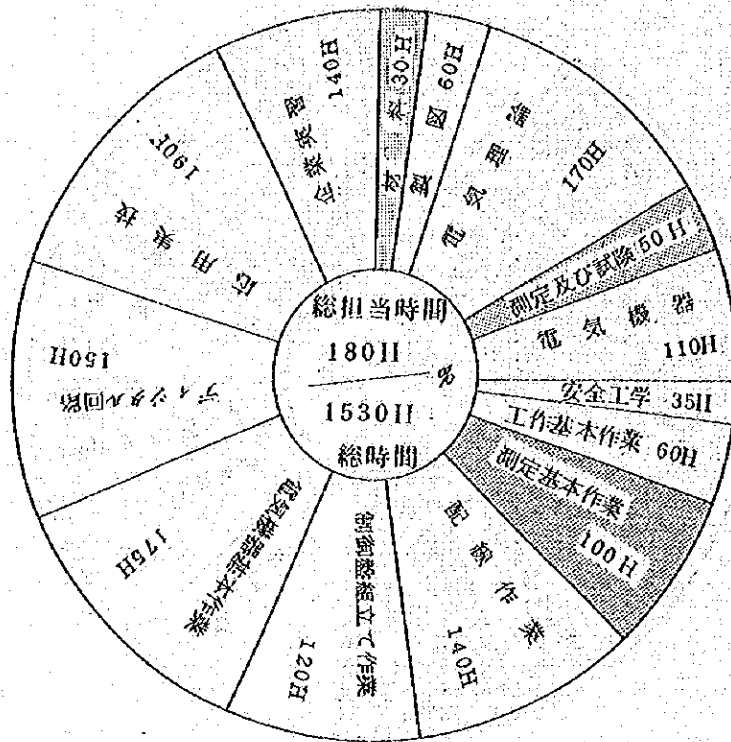 総担当時間
180H
%
1530H
総時間
材料 30H
製図 60H
電気理論
170H
測定及び試験 50H
電気機器
110H
安全工学 35H
工作基本作業 60H
測定基本作業
100H
配線作業
140H
制御盤組立て作業
120H
電気機器基本作業
175H
ディジタル回路
150H
応用実技
190H
企業実習
140H